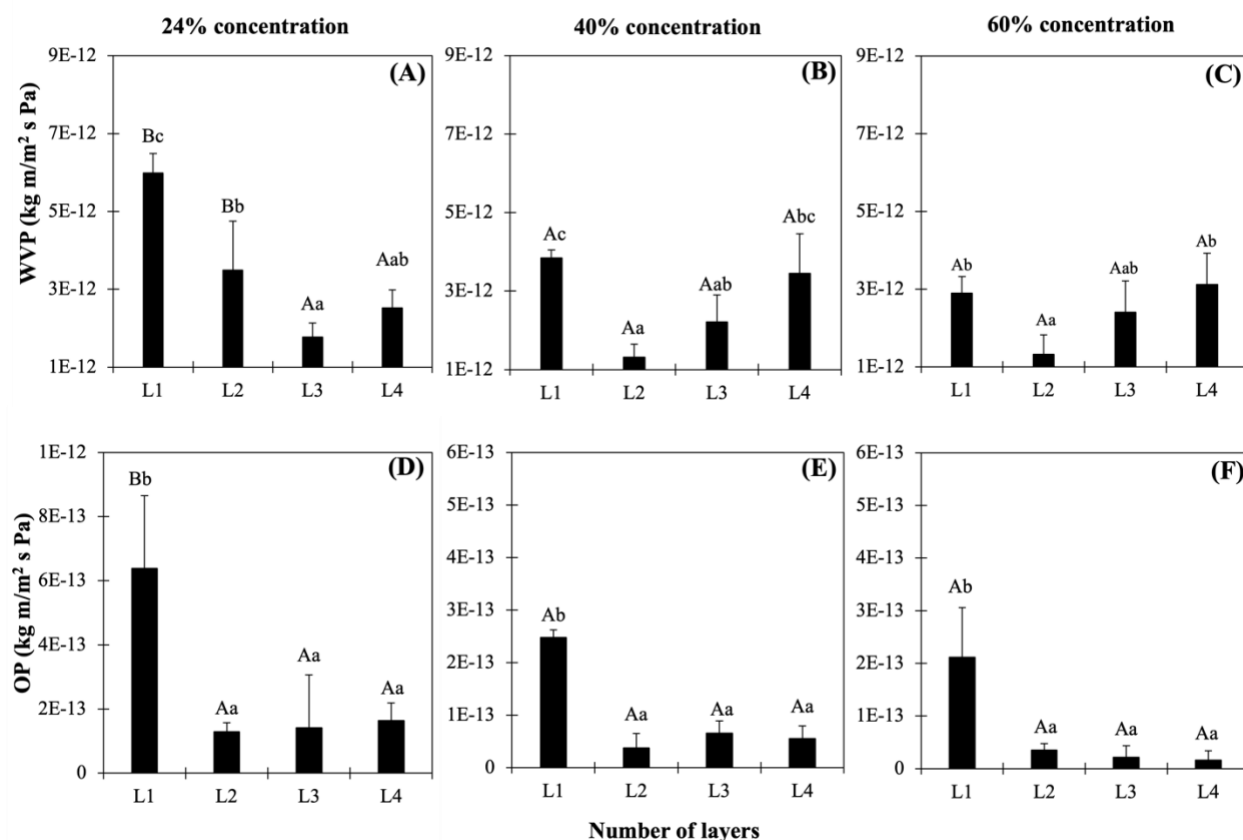 24% concentration
40% concentration
60% concentration
WVP (kg m/m² s Pa)
9E-12
7E-12
5E-12
3E-12
1E-12
(A)
Bc
Bb
Aa
Aab
L1
L2
L3
L4
9E-12
7E-12
5E-12
3E-12
1E-12
(B)
Ac
Aa
Aab
Abc
L1
L2
L3
L4
9E-12
7E-12
5E-12
3E-12
1E-12
(C)
Ab
Aa
Aab
Ab
L1
L2
L3
L4
OP (kg m/m² s Pa)
1E-12
8E-13
6E-13
4E-13
2E-13
0
(D)
Bb
Aa
Aa
Aa
L1
L2
L3
L4
6E-13
5E-13
4E-13
3E-13
2E-13
1E-13
0
(E)
Ab
Aa
Aa
Aa
L1
L2
L3
L4
6E-13
5E-13
4E-13
3E-13
2E-13
1E-13
0
(F)
Ab
Aa
Aa
Aa
L1
L2
L3
L4
Number of layers